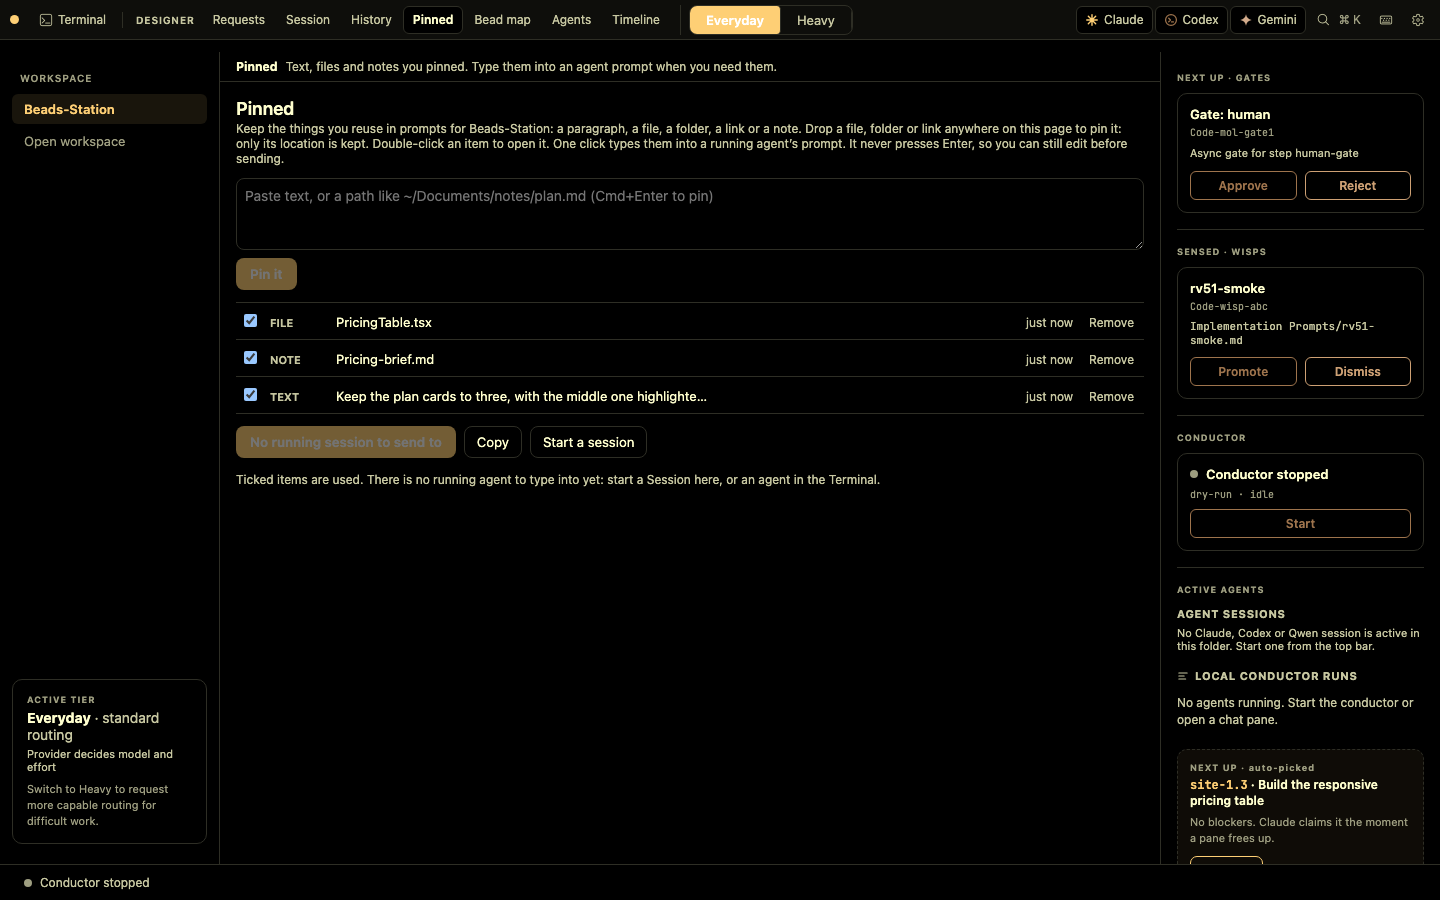 Terminal
DESIGNER
Requests
Session
History
Pinned
Bead map
Agents
Timeline
Everyday
Heavy
Claude
Codex
Gemini
⌘ K
WORKSPACE
Beads-Station
Open workspace
ACTIVE TIER
Everyday · standard
routing
Provider decides model and
effort
Switch to Heavy to request
more capable routing for
difficult work.
Pinned Text, files and notes you pinned. Type them into an agent prompt when you need them.
Pinned
Keep the things you reuse in prompts for Beads-Station: a paragraph, a file, a folder, a link or a note. Drop a file, folder or link anywhere on this page to pin it:
only its location is kept. Double-click an item to open it. One click types them into a running agent's prompt. It never presses Enter, so you can still edit before
sending.
Paste text, or a path like ~/Documents/notes/plan.md (Cmd+Enter to pin)
Pin it
FILE PricingTable.tsx just now Remove
NOTE Pricing-brief.md just now Remove
TEXT Keep the plan cards to three, with the middle one highlighte... just now Remove
No running session to send to
Copy
Start a session
Ticked items are used. There is no running agent to type into yet: start a Session here, or an agent in the Terminal.
NEXT UP · GATES
Gate: human
Code-mol-gate1
Async gate for step human-gate
Approve
Reject
SENSED · WISPS
rv51-smoke
Code-wisp-abc
Implementation Prompts/rv51-
smoke.md
Promote
Dismiss
CONDUCTOR
Conductor stopped
dry-run · idle
Start
ACTIVE AGENTS
AGENT SESSIONS
No Claude, Codex or Qwen session is active in
this folder. Start one from the top bar.
LOCAL CONDUCTOR RUNS
No agents running. Start the conductor or
open a chat pane.
NEXT UP · auto-picked
site-1.3 · Build the responsive
pricing table
No blockers. Claude claims it the moment
a pane frees up.
Conductor stopped